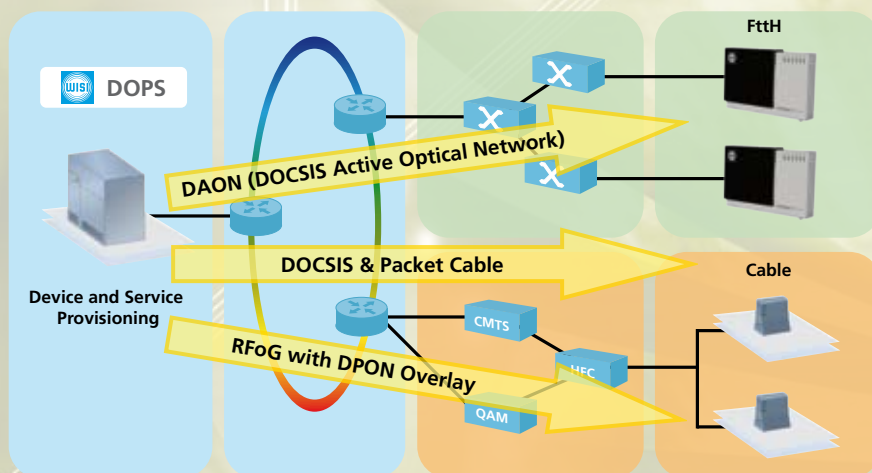 FttH
WISI DOPS
DAON (DOCSIS Active Optical Network)
DOCSIS & Packet Cable
Cable
Device and Service
Provisioning
CMTS
RFoG with DPON Overlay
HFC
QAM